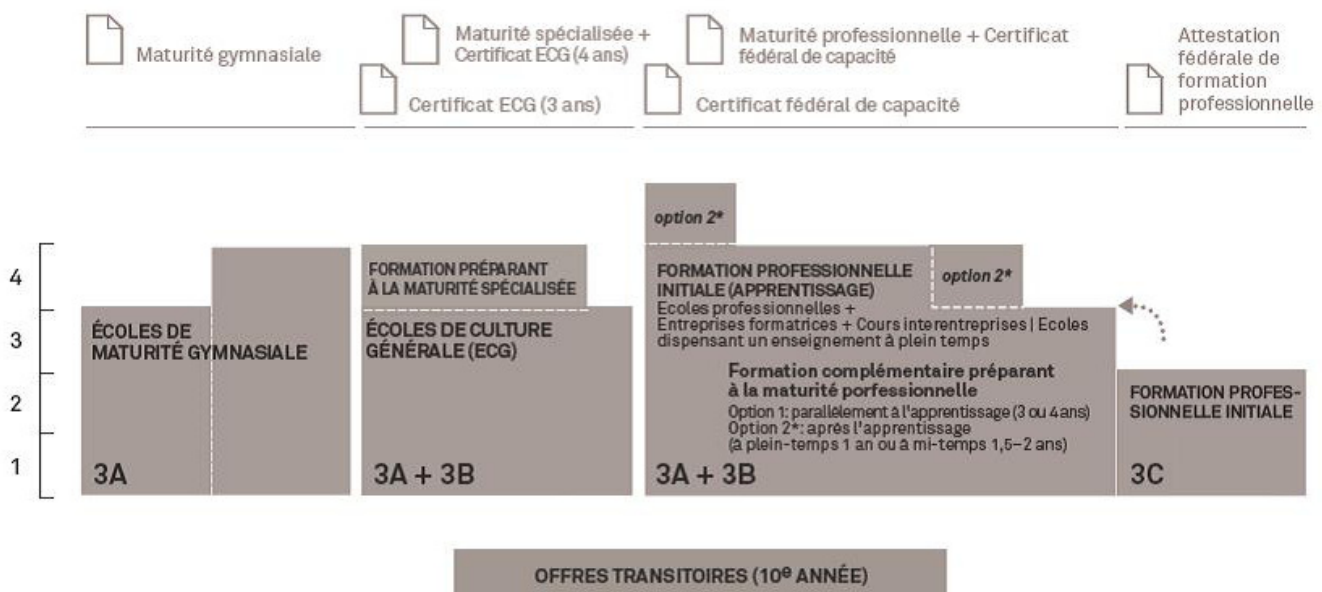 Maturité gymnasiale
Maturité spécialisée +
Certificat ECG (4 ans)
Certificat ECG (3 ans)
Maturité professionnelle + Certificat
fédéral de capacité
Certificat fédéral de capacité
Attestation
fédérale de
formation
professionnelle
4
3
2
1
ÉCOLES DE
MATURITÉ GYMNASIALE
3A
FORMATION PRÉPARANT
À LA MATURITÉ SPÉCIALISÉE
ÉCOLES DE CULTURE
GÉNÉRALE (ECG)
3A + 3B
option 2*
FORMATION PROFESSIONNELLE
INITIALE (APPRENTISSAGE)
Ecoles professionnelles +
Entreprises formatrices + Cours interentreprises | Ecoles
dispensant un enseignement à plein temps
option 2*
Formation complémentaire préparant
à la maturité porfessionnelle
Option 1: parallèlement à l'apprentissage (3 ou 4 ans)
Option 2*: après l'apprentissage
(à plein-temps 1 an ou à mi-temps 1,5–2 ans)
3A + 3B
FORMATION PROFES-
SIONNELLE INITIALE
3C
OFFRES TRANSITOIRES (10e ANNÉE)